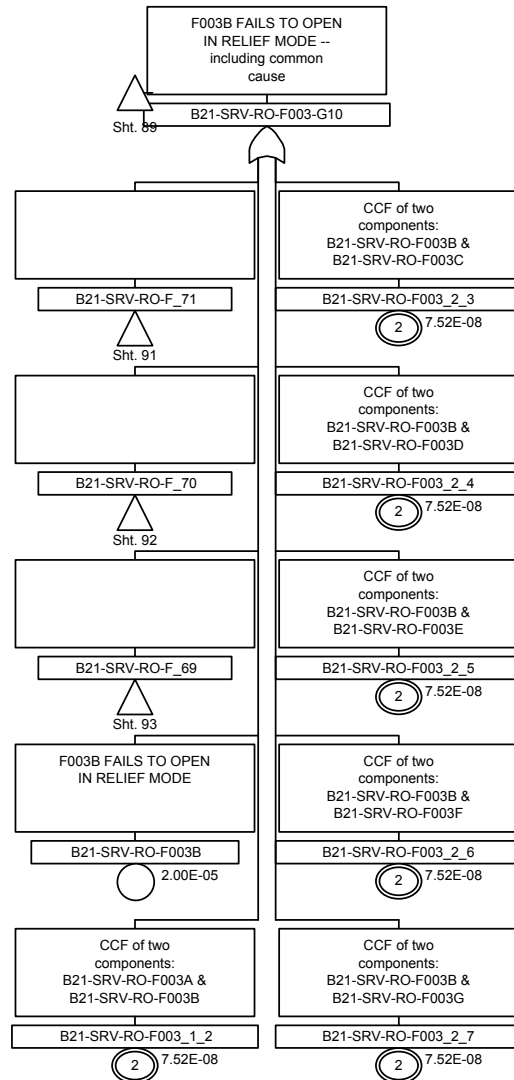 F003B FAILS TO OPEN
IN RELIEF MODE --
including common
cause
Sht. 89
B21-SRV-RO-F003-G10
B21-SRV-RO-F_71
Sht. 91
CCF of two
components:
B21-SRV-RO-F003B &
B21-SRV-RO-F003C
B21-SRV-RO-F003_2_3
2
7.52E-08
B21-SRV-RO-F_70
Sht. 92
CCF of two
components:
B21-SRV-RO-F003B &
B21-SRV-RO-F003D
B21-SRV-RO-F003_2_4
2
7.52E-08
B21-SRV-RO-F_69
Sht. 93
CCF of two
components:
B21-SRV-RO-F003B &
B21-SRV-RO-F003E
B21-SRV-RO-F003_2_5
2
7.52E-08
F003B FAILS TO OPEN
IN RELIEF MODE
B21-SRV-RO-F003B
2.00E-05
CCF of two
components:
B21-SRV-RO-F003B &
B21-SRV-RO-F003F
B21-SRV-RO-F003_2_6
2
7.52E-08
CCF of two
components:
B21-SRV-RO-F003A &
B21-SRV-RO-F003B
B21-SRV-RO-F003_1_2
2
7.52E-08
CCF of two
components:
B21-SRV-RO-F003B &
B21-SRV-RO-F003G
B21-SRV-RO-F003_2_7
2
7.52E-08